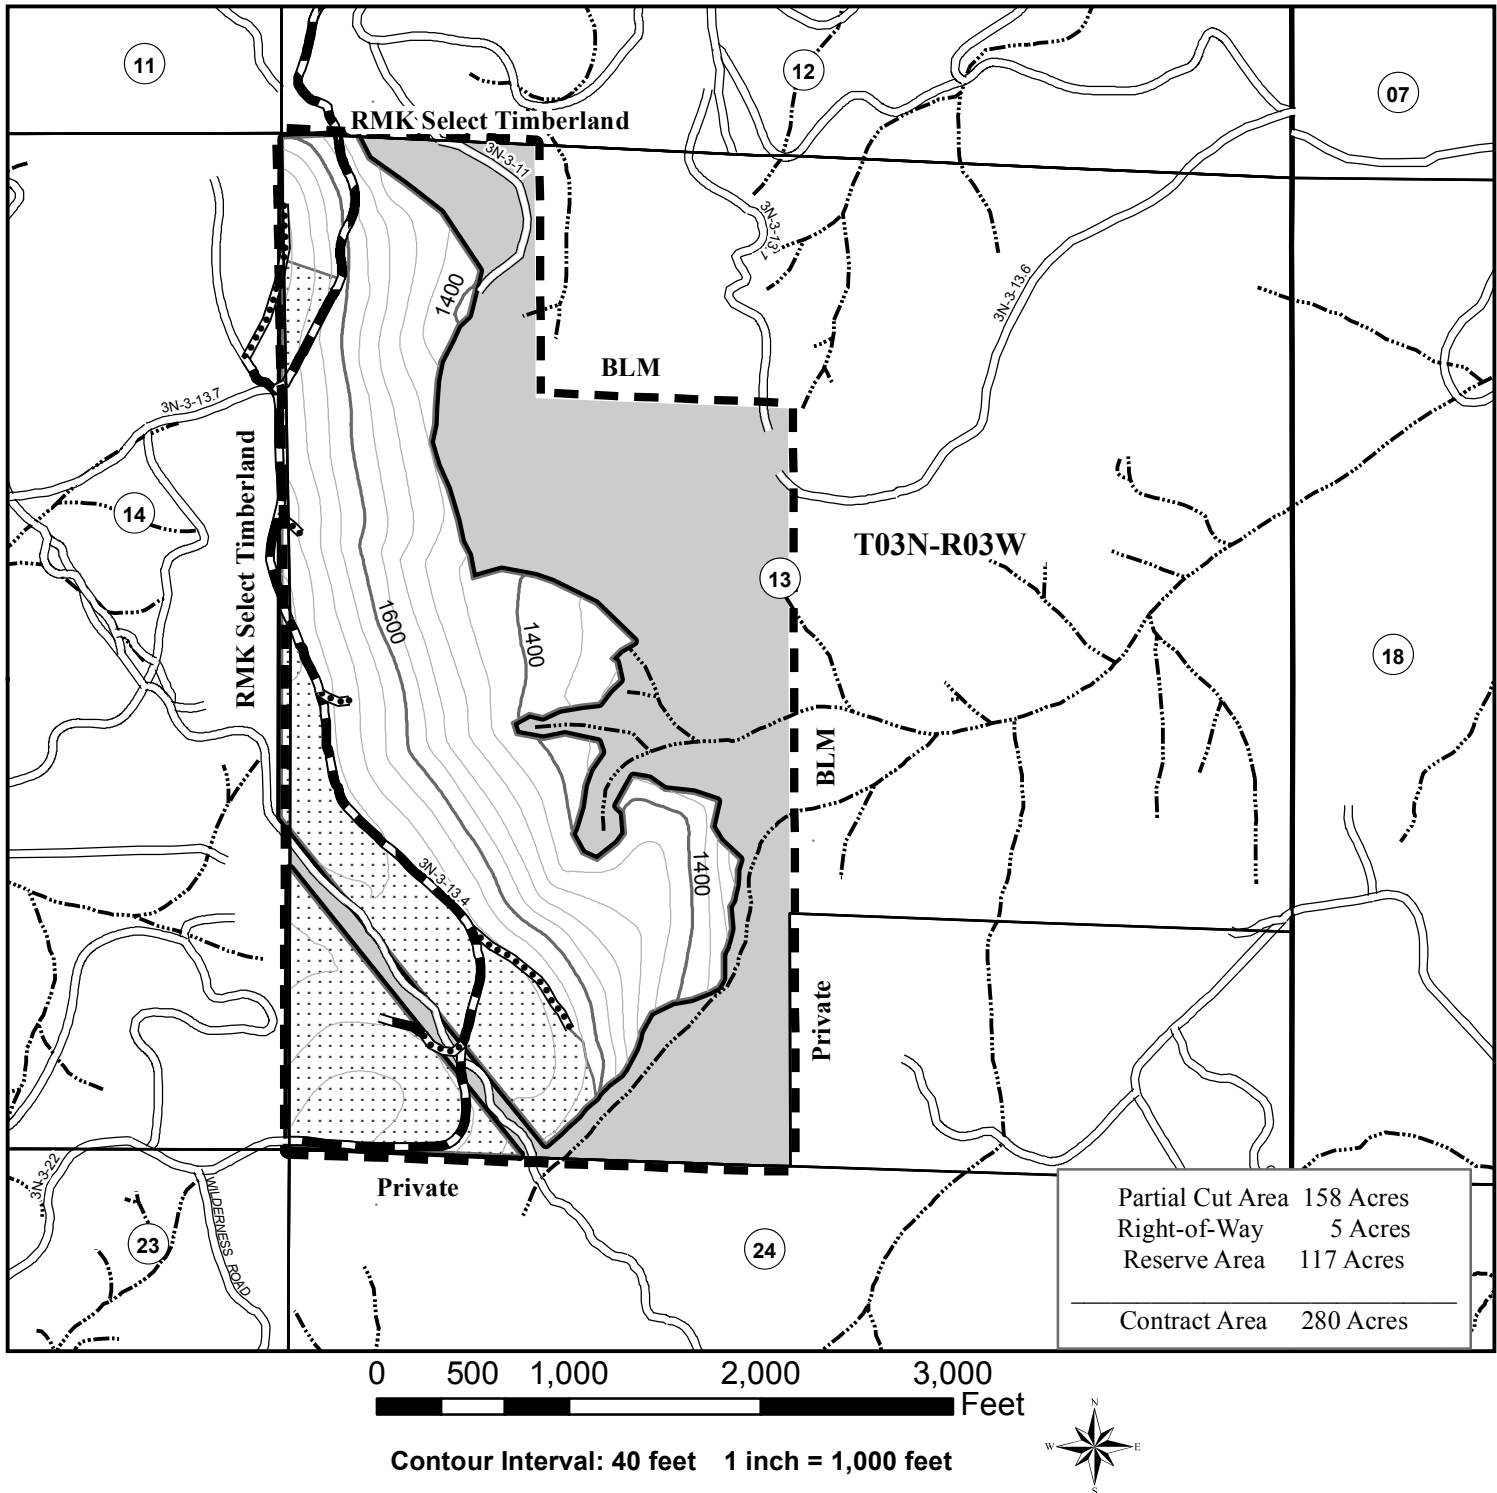 11
12
07
RMK Select Timberland
3N-3-11
3N-3-13.1
3N-3-13.6
1400
BLM
3N-3-13.7
RMK Select Timberland
14
T03N-R03W
13
1600
1400
18
BLM
1400
3N-3-13.4
Private
3N-3-22
Private
WILDERNESS ROAD
23
24
Partial Cut Area 158 Acres
Right-of-Way 5 Acres
Reserve Area 117 Acres
Contract Area 280 Acres
0 500 1,000 2,000 3,000
Feet
Contour Interval: 40 feet 1 inch = 1,000 feet
N
W E
S